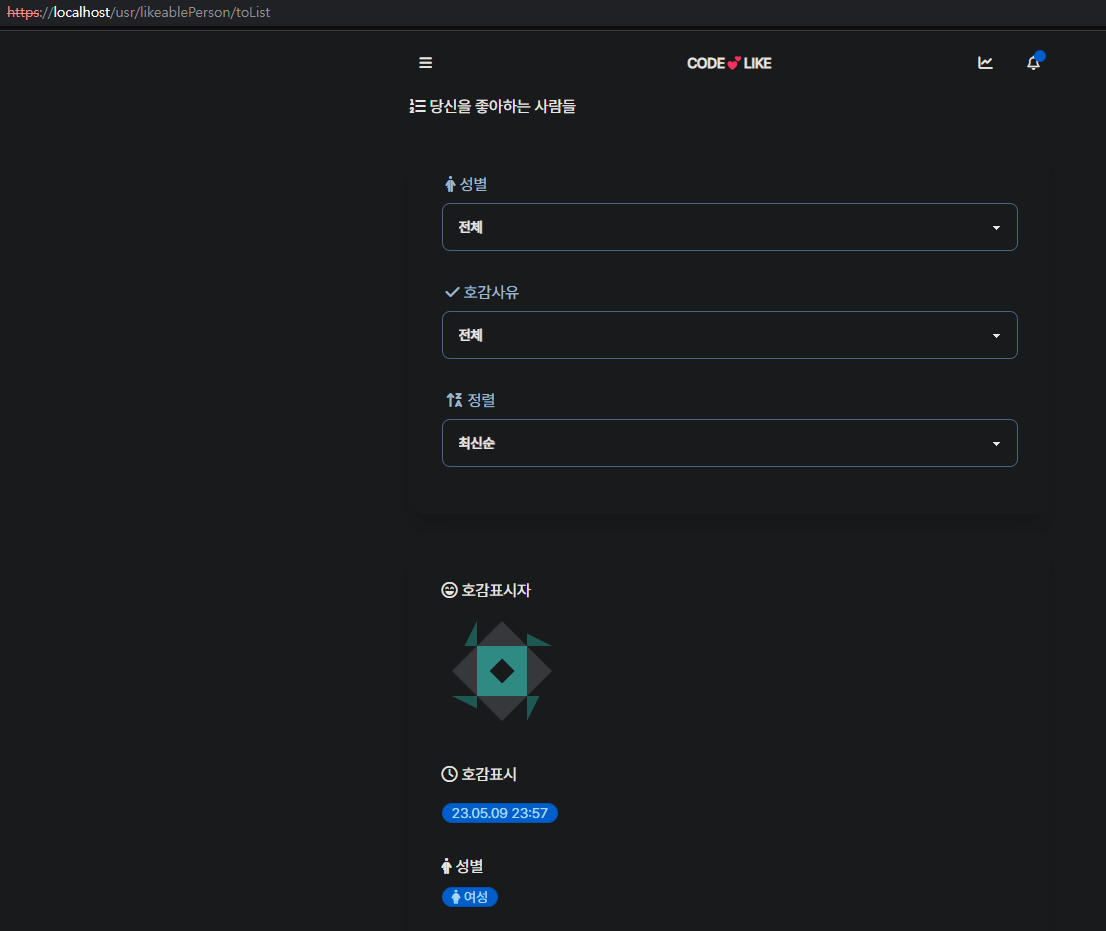 https://localhost/usr/likeablePerson/toList
CODE💕LIKE
당신을 좋아하는 사람들
성별
전체
호감사유
전체
정렬
최신순
호감표시자
호감표시
23.05.09 23:57
성별
여성